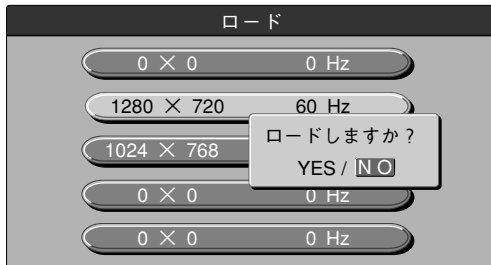 ロード
0 × 0 0 Hz
1280 × 720 60 Hz
1024 × 768
ロードしますか？
YES / NO
0 × 0 0 Hz
0 × 0 0 Hz